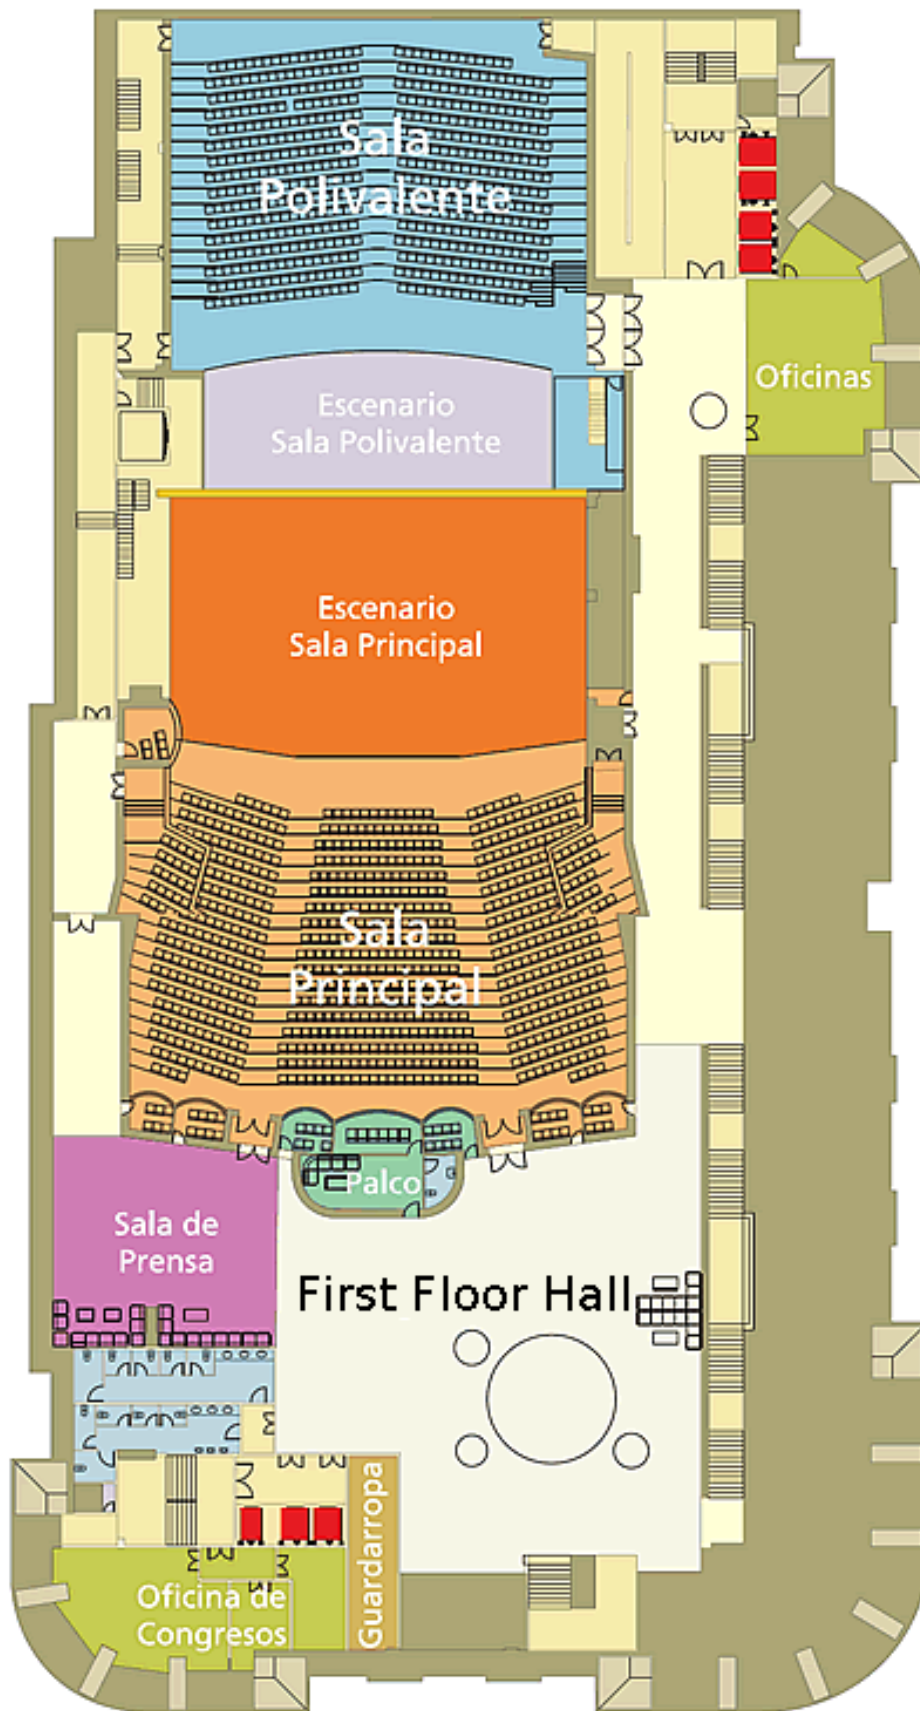 Sala
Polivalente
Oficinas
Escenario
Sala Polivalente
Escenario
Sala Principal
Sala
Principal
Palco
Sala de
Prensa
First Floor Hall
Guardarropa
Oficina de
Congresos